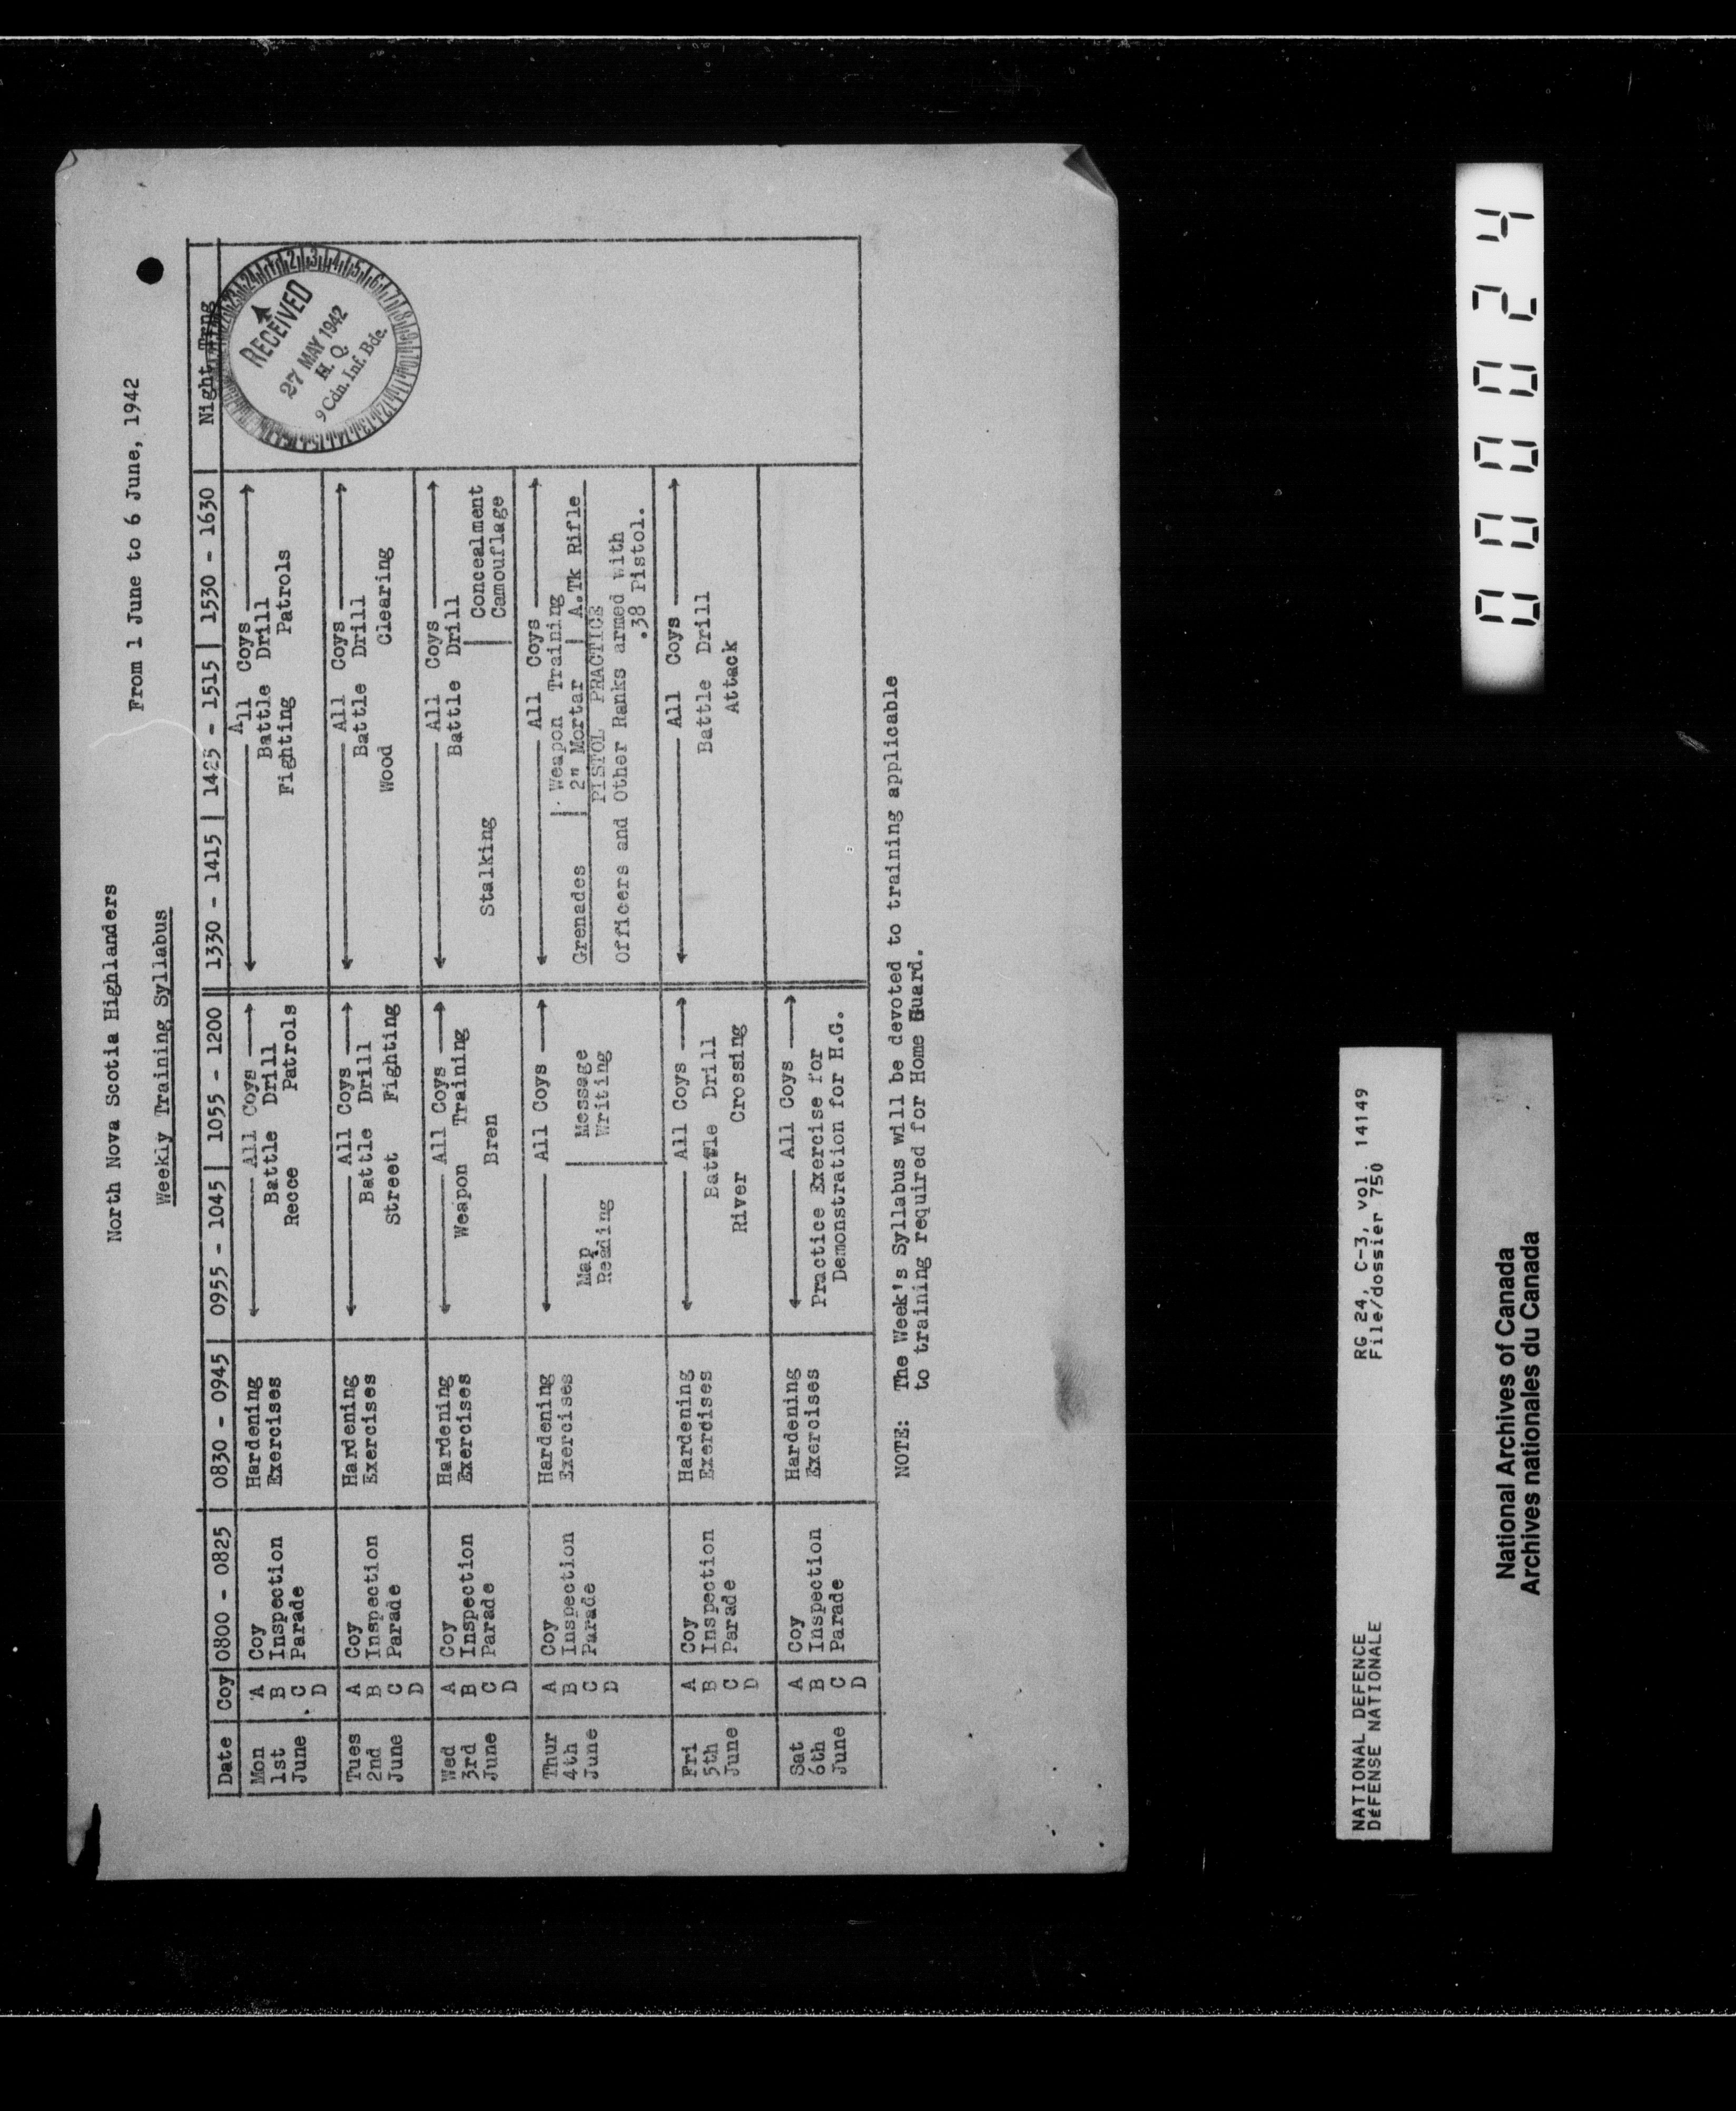 North Nova Scotia Highlanders
Weekly Training Syllabus
From 1 June to 6 June, 1942
Date | Coy | 0800 - 0825 | 0830 - 0945 | 0955 - 1045 | 1055 - 1200 | 1330 - 1415 | 1425 - 1515 | 1530 - 1630 | Night Trng
Mon A Coy Hardening All Coys All Coys
1st B Inspection Exercises Battle Drill Battle Drill
June C Parade Recce Patrols Fighting Patrols
D
Tues A Coy Hardening All Coys All Coys
2nd B Inspection Exercises Battle Drill Battle Drill
June C Parade Street Fighting Wood Clearing
D
Wed A Coy Hardening All Coys All Coys
3rd B Inspection Exercises Weapon Training Battle Drill
June C Parade Bren Stalking | Concealment
D Camouflage
Thur A Coy Hardening All Coys All Coys
4th B Inspection Exercises Weapon Training
June C Parade Map | Message Grenades | 2" Mortar | A.Tk Rifle
D Reading Writing PISTOL PRACTICE
Officers and Other Ranks armed with
.38 Pistol.
Fri A Coy Hardening All Coys All Coys
5th B Inspection Exercises Battle Drill Battle Drill
June C Parade River Crossing Attack
D
Sat A Coy Hardening All Coys
6th B Inspection Exercises Practice Exercise for
June C Parade Demonstration for H.G.
D
NOTE: The Week's Syllabus will be devoted to training applicable
to training required for Home Guard.
RECEIVED
27 MAY 1942
H. Q.
9 Cdn. Inf. Bde.
000024
NATIONAL DEFENCE RG 24, C-3, vol. 14149
DéFENSE NATIONALE File/dossier 750
National Archives of Canada
Archives nationales du Canada